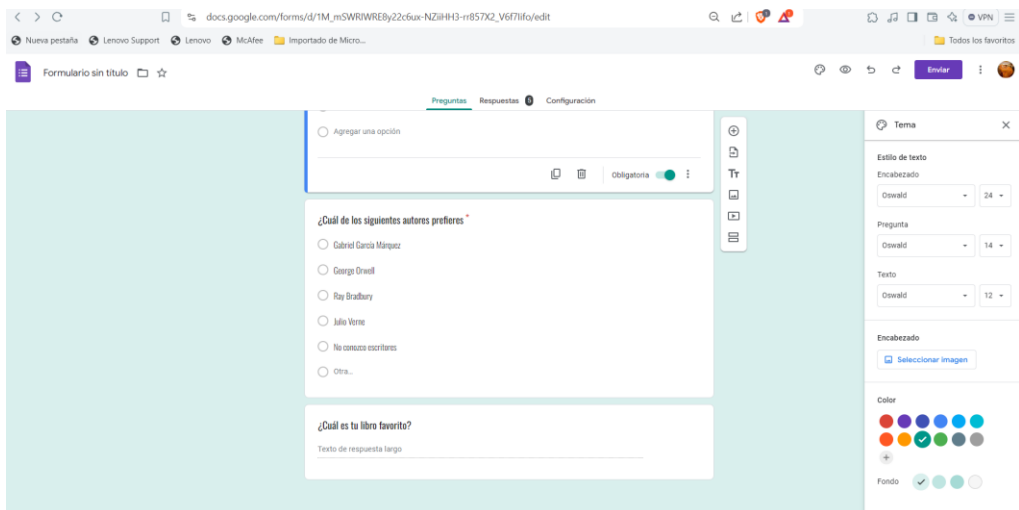 docs.google.com/forms/d/1M_mSWRIWRE8y22c6ux-NZiiHH3-rr857X2_V6f7lifo/edit
VPN
Nueva pestaña
Lenovo Support
Lenovo
McAfee
Importado de Micro...
Todos los favoritos
Formulario sin título
Enviar
Preguntas
Respuestas 5
Configuración
Agregar una opción
Obligatoria
¿Cuál de los siguientes autores prefieres *
Gabriel García Márquez
George Orwell
Ray Bradbury
Julio Verne
No conozco escritores
Otra...
¿Cuál es tu libro favorito?
Texto de respuesta largo
Tт
Tema
Estilo de texto
Encabezado
Oswald 24
Pregunta
Oswald 14
Texto
Oswald 12
Encabezado
Seleccionar imagen
Color
Fondo